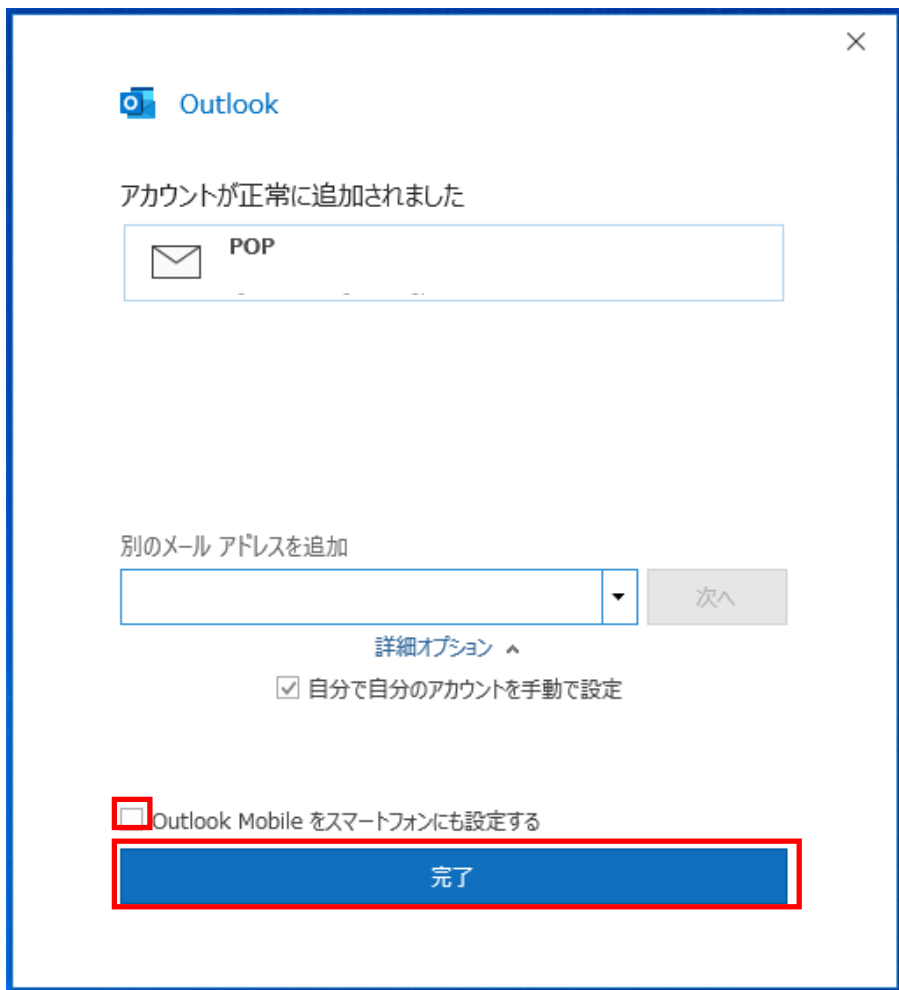 Outlook
アカウントが正常に追加されました
POP
別のメール アドレスを追加
次へ
詳細オプション
自分で自分のアカウントを手動で設定
Outlook Mobile をスマートフォンにも設定する
完了